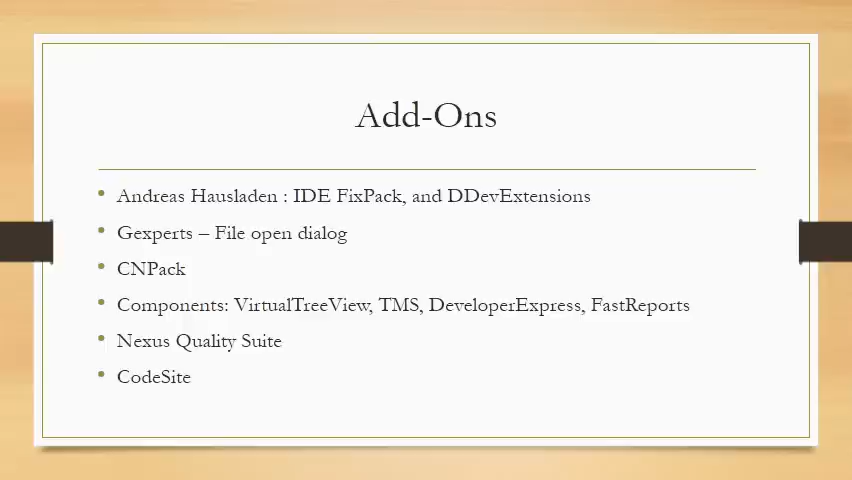 Add-Ons
• Andreas Hausladen : IDE FixPack, and DDevExtensions
• Gexperts – File open dialog
• CNPack
• Components: VirtualTreeView, TMS, DeveloperExpress, FastReports
• Nexus Quality Suite
• CodeSite